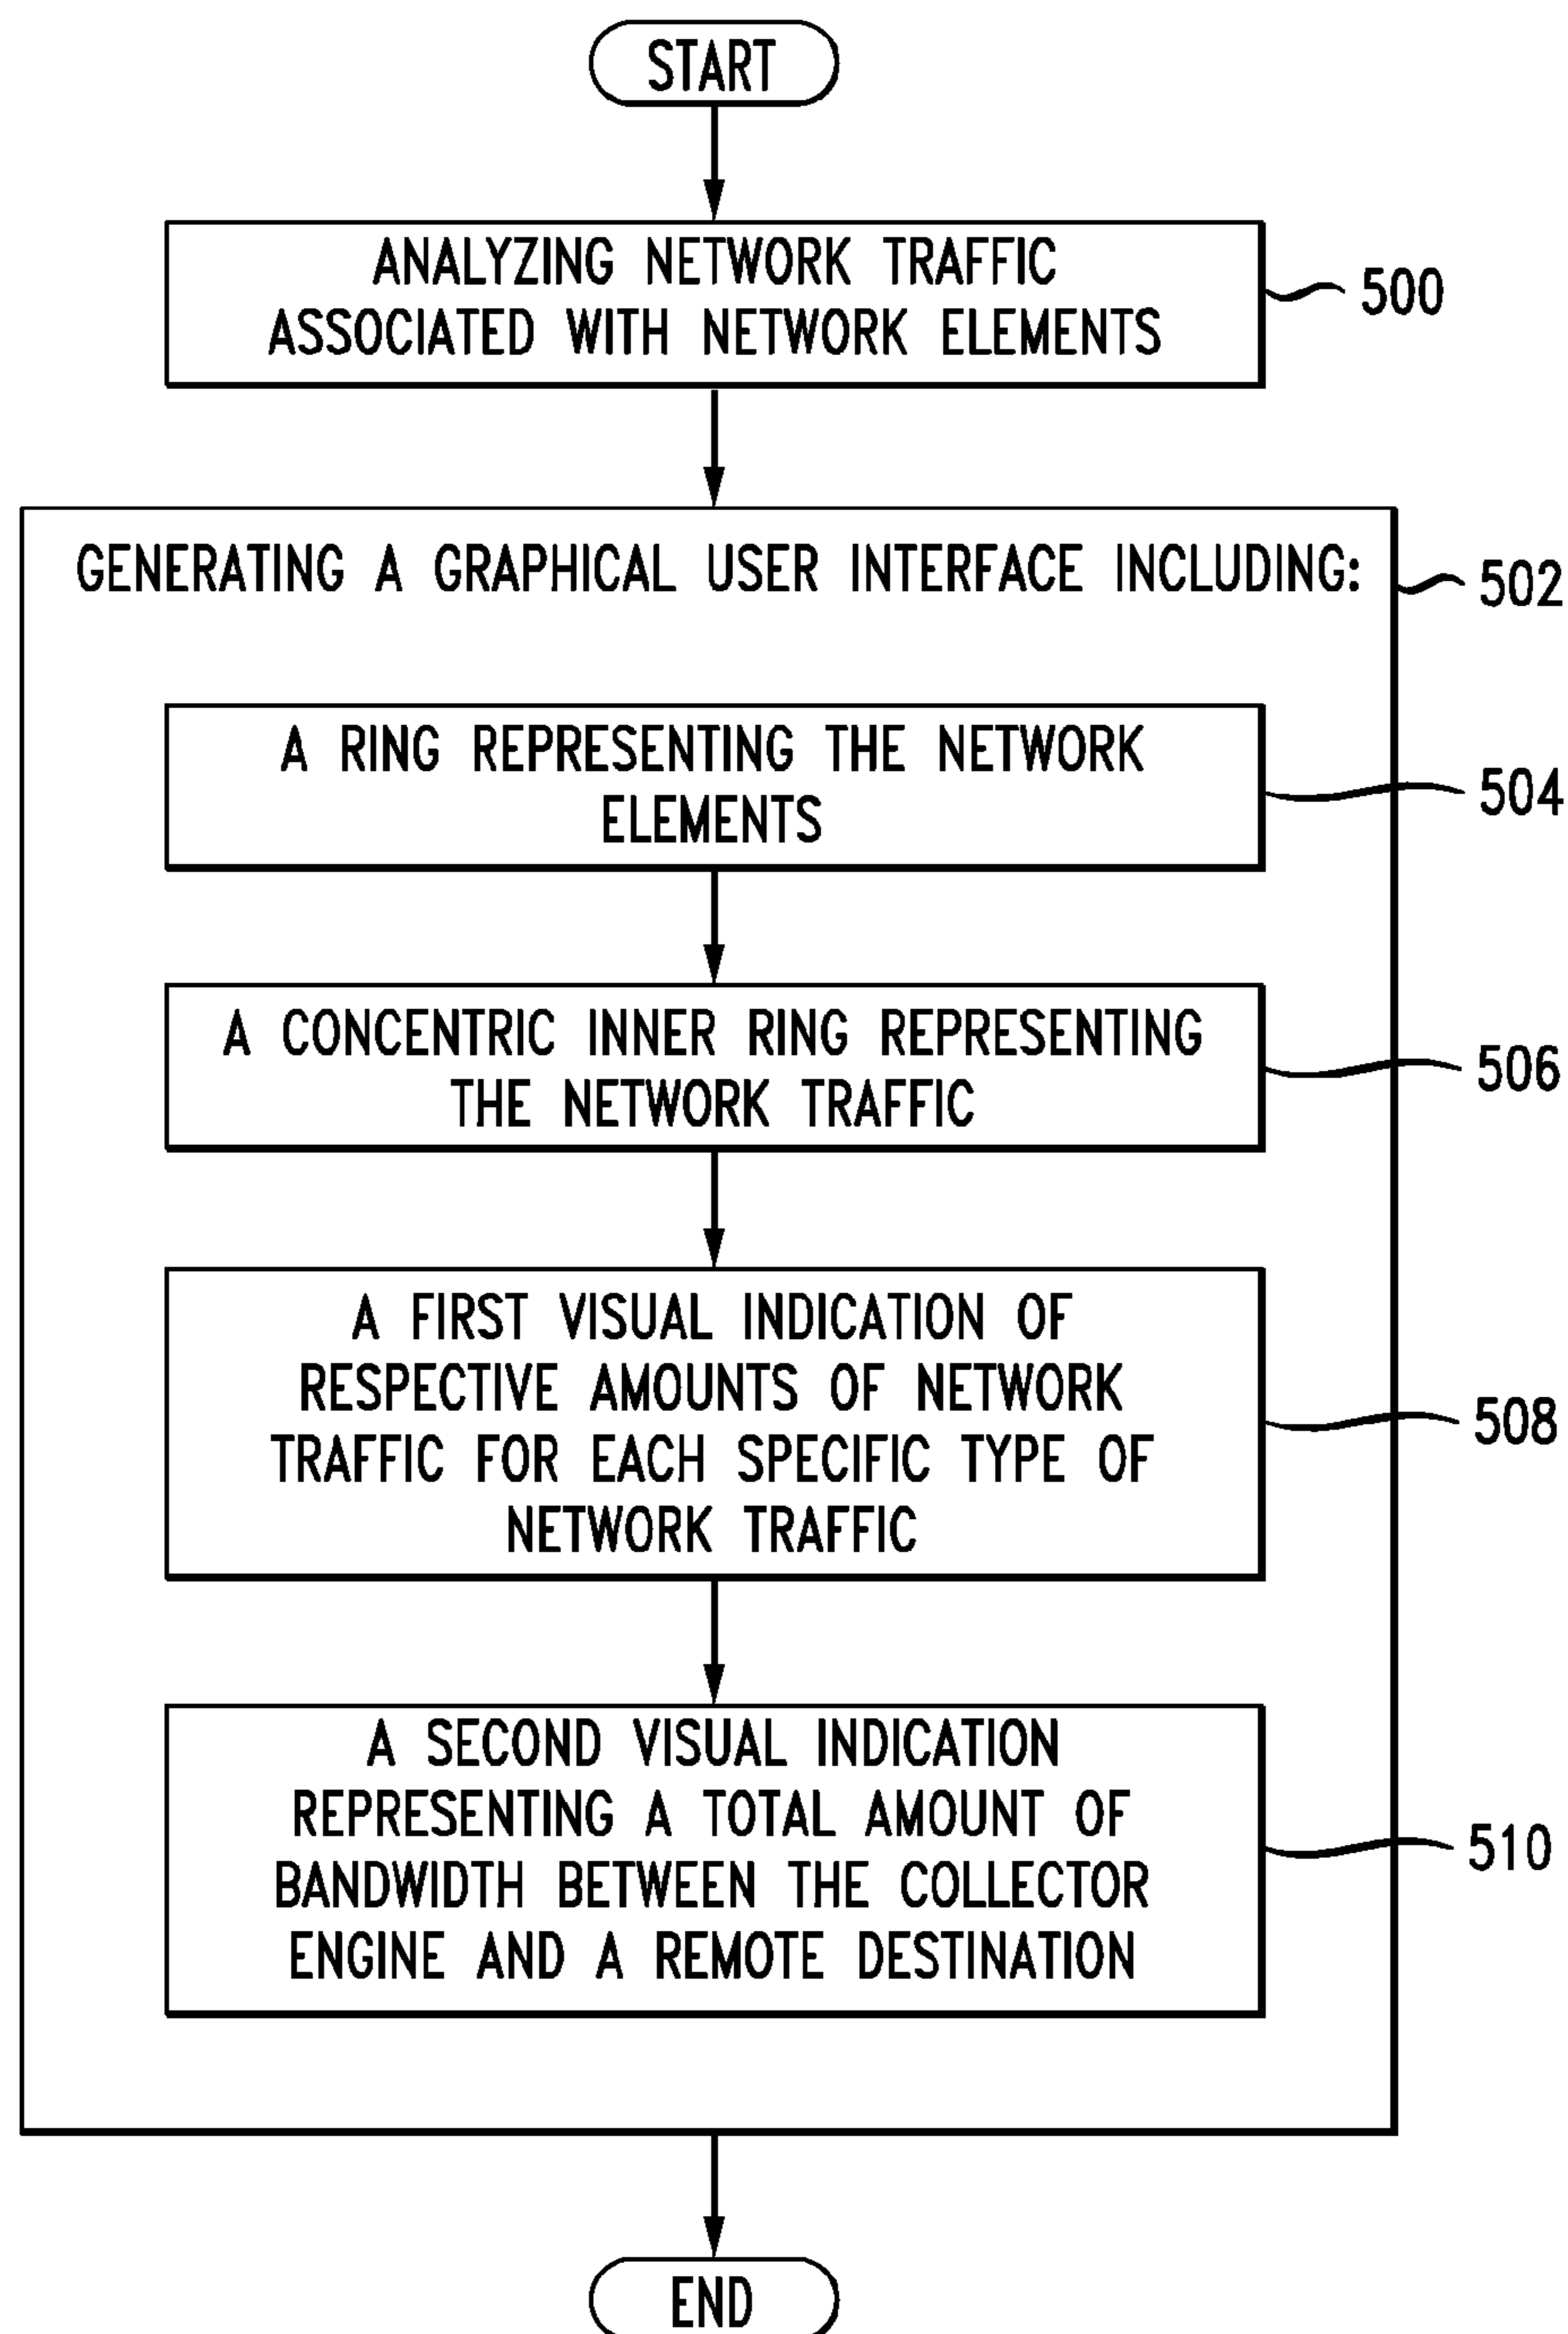 START
ANALYZING NETWORK TRAFFIC
ASSOCIATED WITH NETWORK ELEMENTS
500
GENERATING A GRAPHICAL USER INTERFACE INCLUDING:
502
A RING REPRESENTING THE NETWORK
ELEMENTS
504
A CONCENTRIC INNER RING REPRESENTING
THE NETWORK TRAFFIC
506
A FIRST VISUAL INDICATION OF
RESPECTIVE AMOUNTS OF NETWORK
TRAFFIC FOR EACH SPECIFIC TYPE OF
NETWORK TRAFFIC
508
A SECOND VISUAL INDICATION
REPRESENTING A TOTAL AMOUNT OF
BANDWIDTH BETWEEN THE COLLECTOR
ENGINE AND A REMOTE DESTINATION
510
END